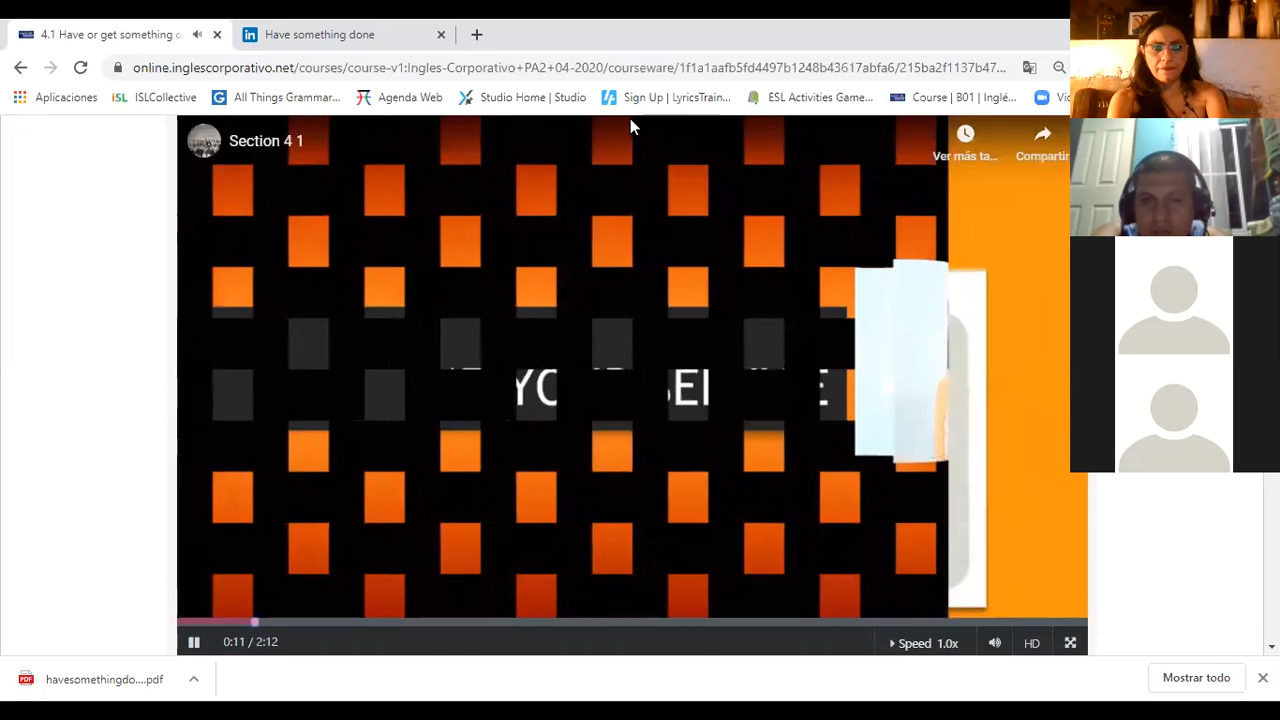 4.1 Have or get something o
Have something done
online.inglescorporativo.net/courses/course-v1:Ingles-Corporativo+PA2+04-2020/courseware/1f1a1aafb5fd4497b1248b43617abfa6/215ba2f1137b47...
Aplicaciones
iSL ISLCollective
All Things Grammar...
Agenda Web
Studio Home | Studio
Sign Up | LyricsTrain...
ESL Activities Game...
Course | B01 | Inglé...
Vi
Section 4 1
Ver más ta...
Compartir
0:11 / 2:12
Speed 1.0x
HD
PDF
havesomethingdo....pdf
Mostrar todo